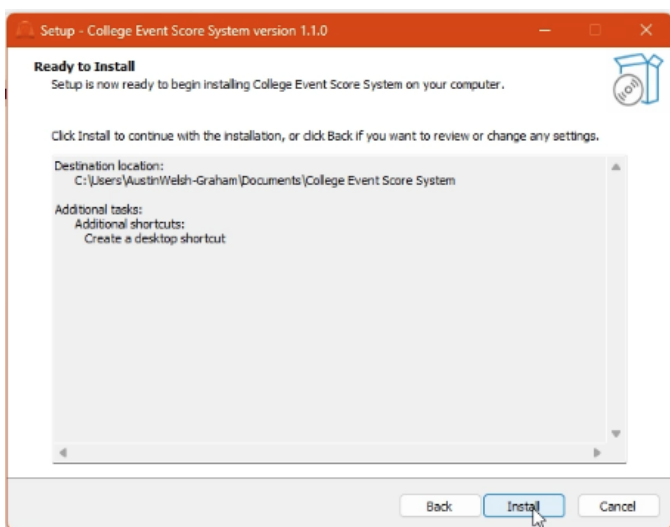 Setup - College Event Score System version 1.1.0
Ready to Install
Setup is now ready to begin installing College Event Score System on your computer.
Click Install to continue with the installation, or click Back if you want to review or change any settings.
Destination location:
C:\Users\AustinWelsh-Graham\Documents\College Event Score System
Additional tasks:
Additional shortcuts:
Create a desktop shortcut
Back Install Cancel